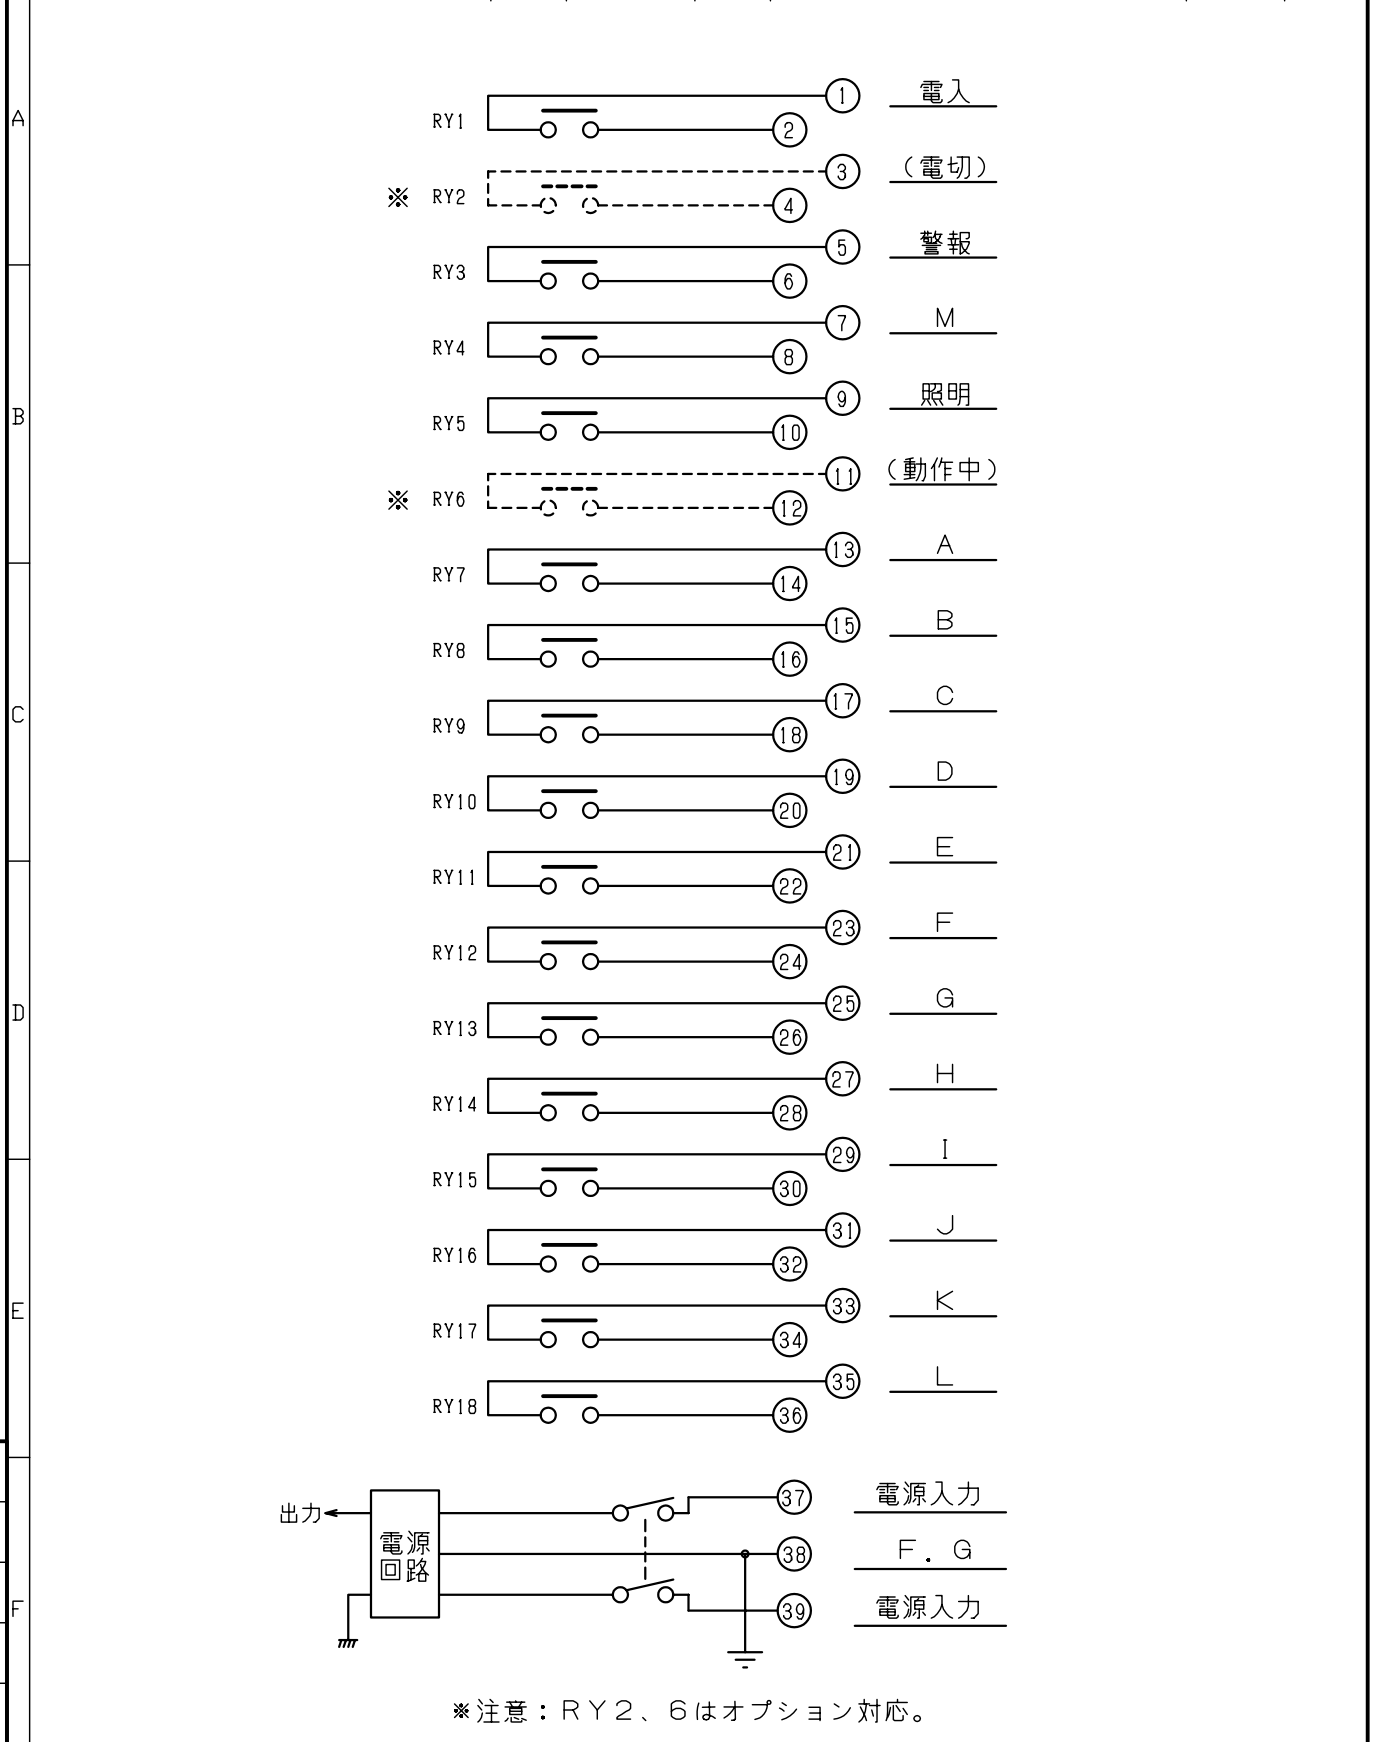 ① 電入
RY1 ②
③ （電切）
※ RY2 ④
⑤ 警報
RY3 ⑥
⑦ M
RY4 ⑧
⑨ 照明
RY5 ⑩
⑪ （動作中）
※ RY6 ⑫
⑬ A
RY7 ⑭
⑮ B
RY8 ⑯
⑰ C
RY9 ⑱
⑲ D
RY10 ⑳
㉑ E
RY11 ㉒
㉓ F
RY12 ㉔
㉕ G
RY13 ㉖
㉗ H
RY14 ㉘
㉙ I
RY15 ㉚
㉛ J
RY16 ㉜
㉝ K
RY17 ㉞
㉟ L
RY18 ㊱
㊲ 電源入力
出力
電源
回路
㊳ F．G
㊴ 電源入力
※注意：ＲＹ２、６はオプション対応。
A
B
C
D
E
F